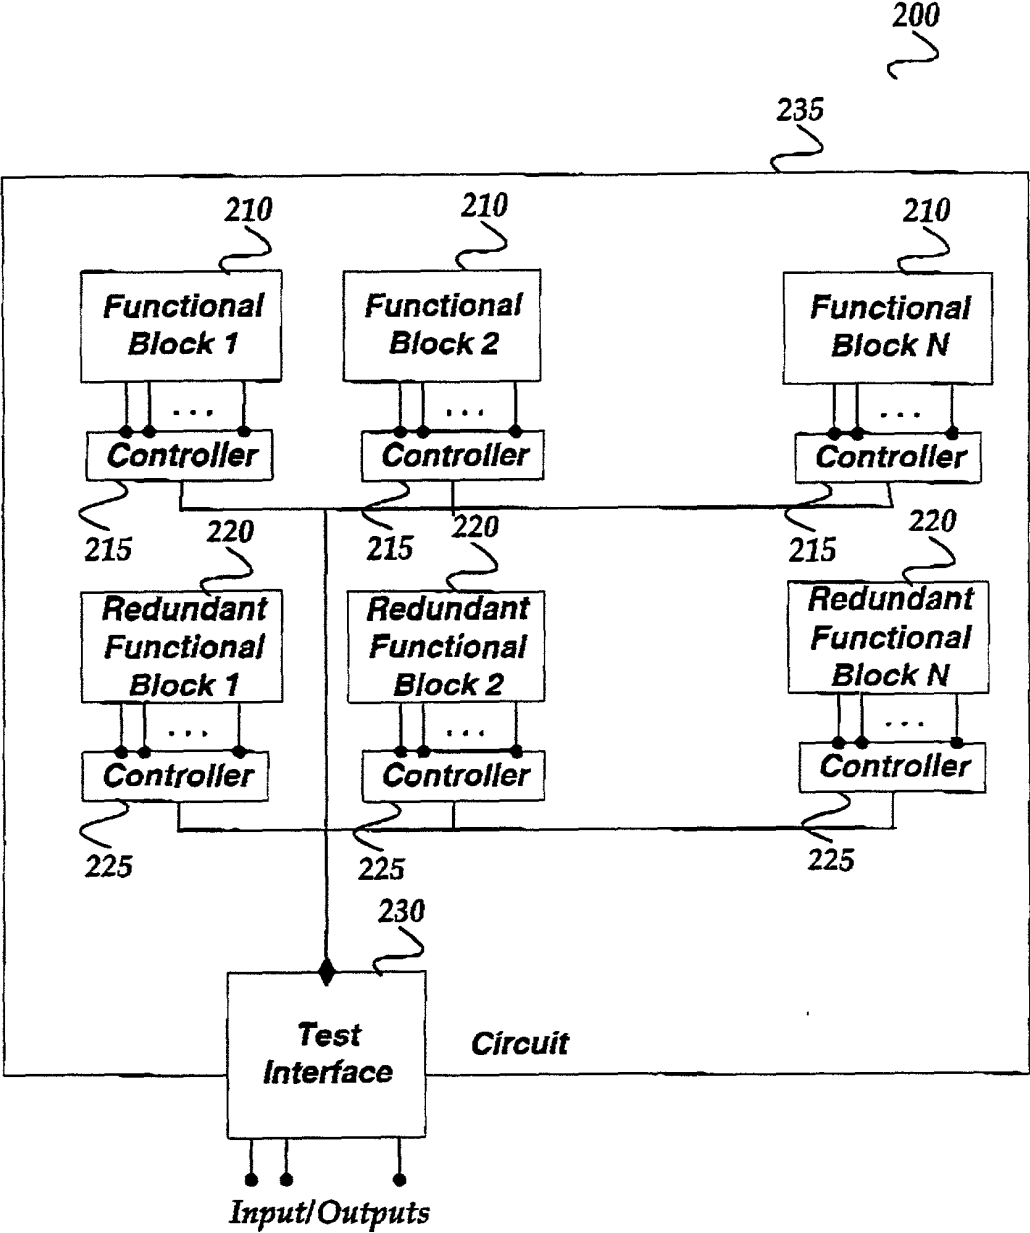 200
235
210 210 210
Functional Block 1
Functional Block 2
Functional Block N
... ... ...
Controller Controller Controller
215 215 215
220 220 220
Redundant Functional Block 1
Redundant Functional Block 2
Redundant Functional Block N
... ... ...
Controller Controller Controller
225 225 225
230
Test Interface
Circuit
Input/Outputs